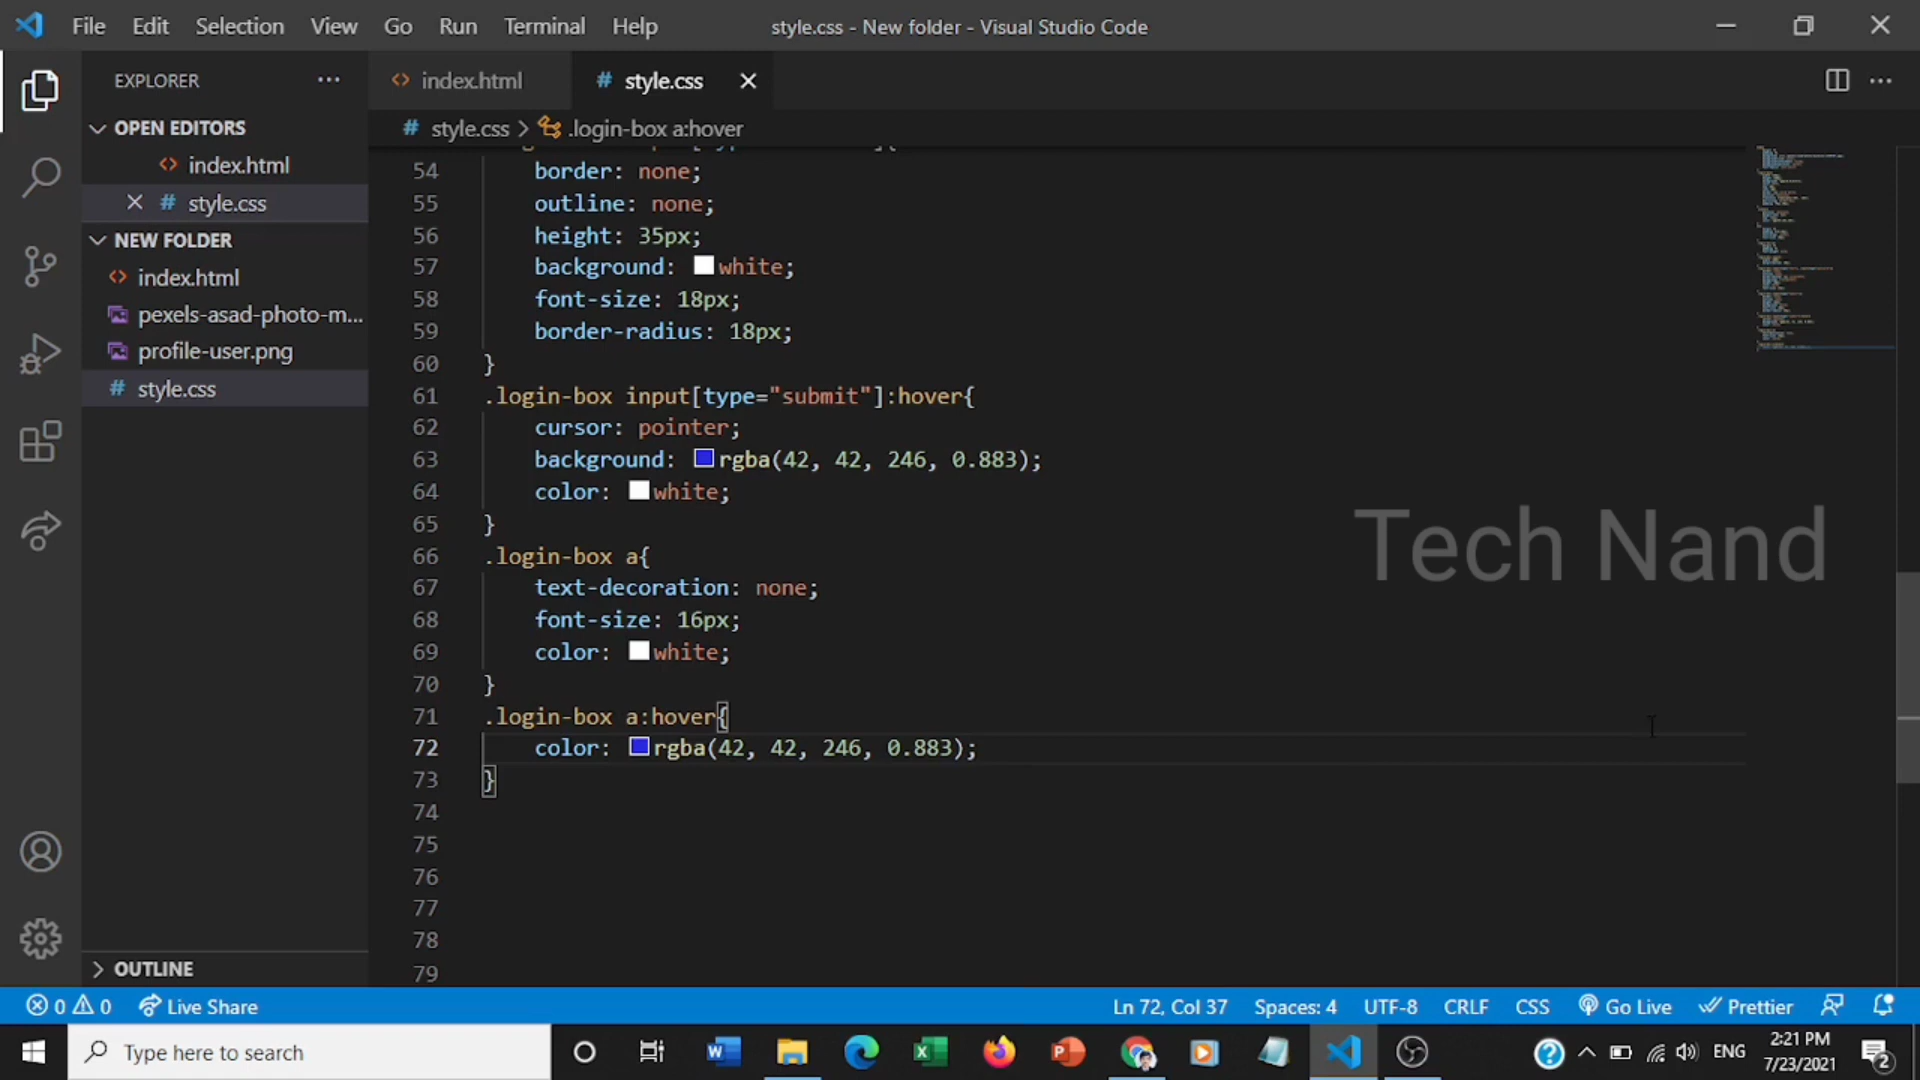 File Edit Selection View Go Run Terminal Help
style.css - New folder - Visual Studio Code
EXPLORER
OPEN EDITORS
index.html
# style.css
NEW FOLDER
index.html
pexels-asad-photo-m...
profile-user.png
# style.css
OUTLINE
index.html
# style.css
# style.css > .login-box a:hover
54 border: none;
55 outline: none;
56 height: 35px;
57 background: white;
58 font-size: 18px;
59 border-radius: 18px;
60 }
61 .login-box input[type="submit"]:hover{
62 cursor: pointer;
63 background: rgba(42, 42, 246, 0.883);
64 color: white;
65 }
66 .login-box a{
67 text-decoration: none;
68 font-size: 16px;
69 color: white;
70 }
71 .login-box a:hover{
72 color: rgba(42, 42, 246, 0.883);
73 }
74
75
76
77
78
79
Tech Nand
0 0 Live Share
Ln 72, Col 37 Spaces: 4 UTF-8 CRLF CSS Go Live Prettier
Type here to search
ENG
2:21 PM
7/23/2021
2